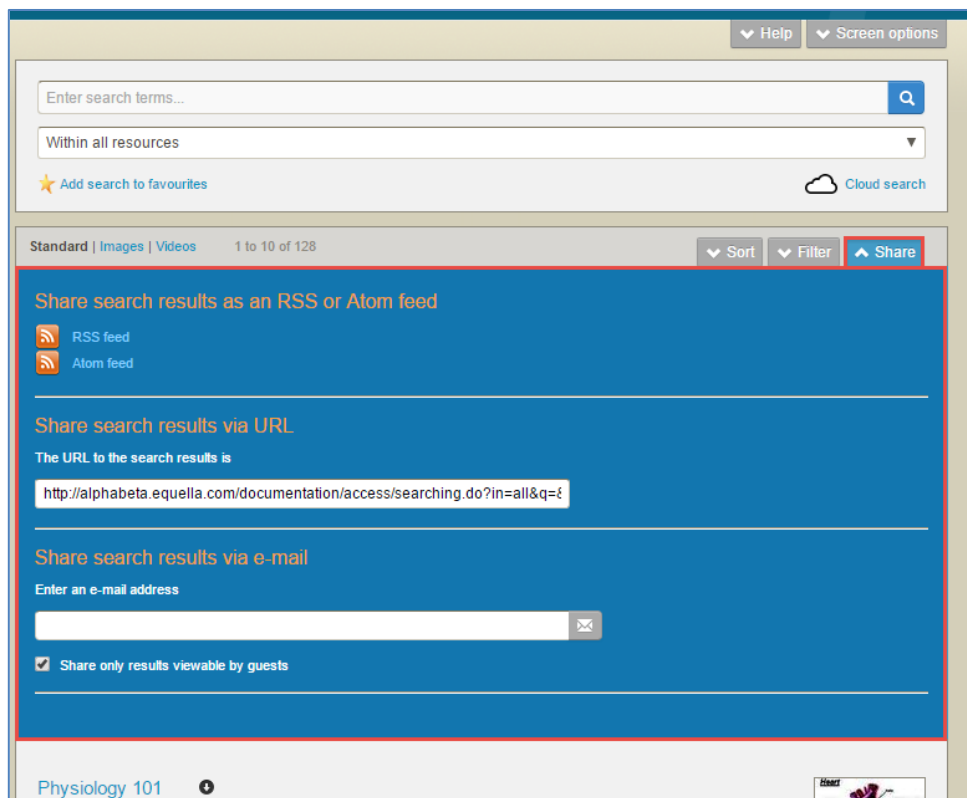 Help Screen options
Enter search terms...
Within all resources
Add search to favourites Cloud search
Standard | Images | Videos 1 to 10 of 128 Sort Filter Share
Share search results as an RSS or Atom feed
RSS feed
Atom feed
Share search results via URL
The URL to the search results is
http://alphabeta.equella.com/documentation/access/searching.do?in=all&q=&
Share search results via e-mail
Enter an e-mail address
Share only results viewable by guests
Physiology 101 Heart